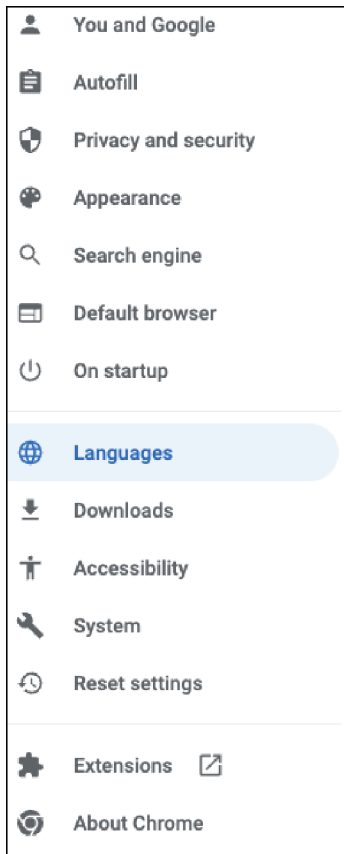 You and Google
Autofill
Privacy and security
Appearance
Search engine
Default browser
On startup
Languages
Downloads
Accessibility
System
Reset settings
Extensions
About Chrome